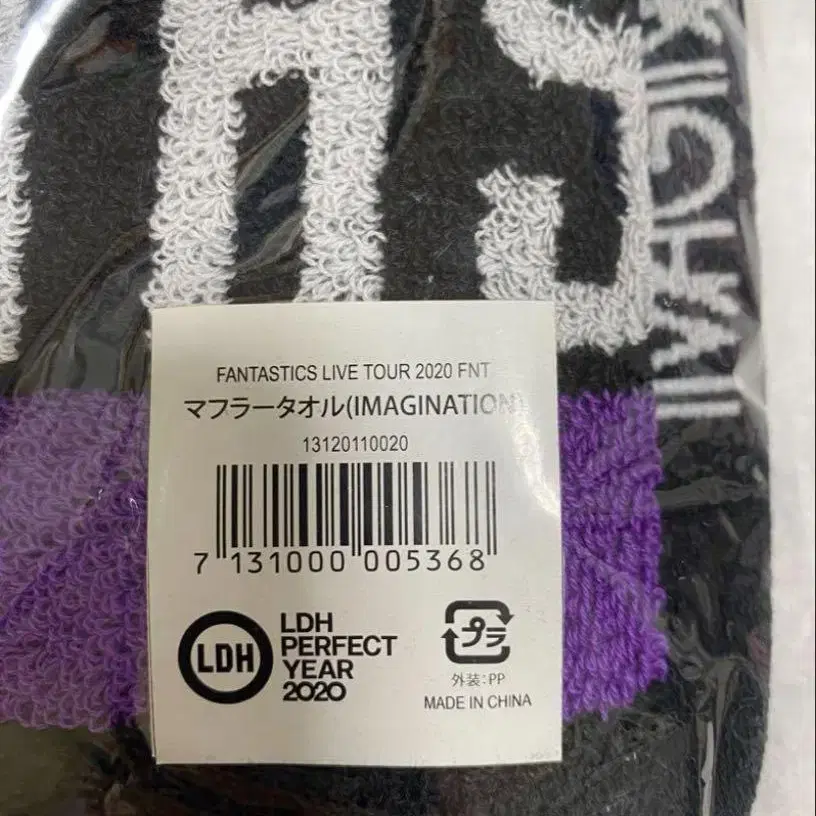 FANTASTICS LIVE TOUR 2020 FNT
マフラータオル(IMAGINATION)
13120110020
7 131000 005368
LDH
LDH
PERFECT
YEAR
2020
プラ
外装:PP
MADE IN CHINA